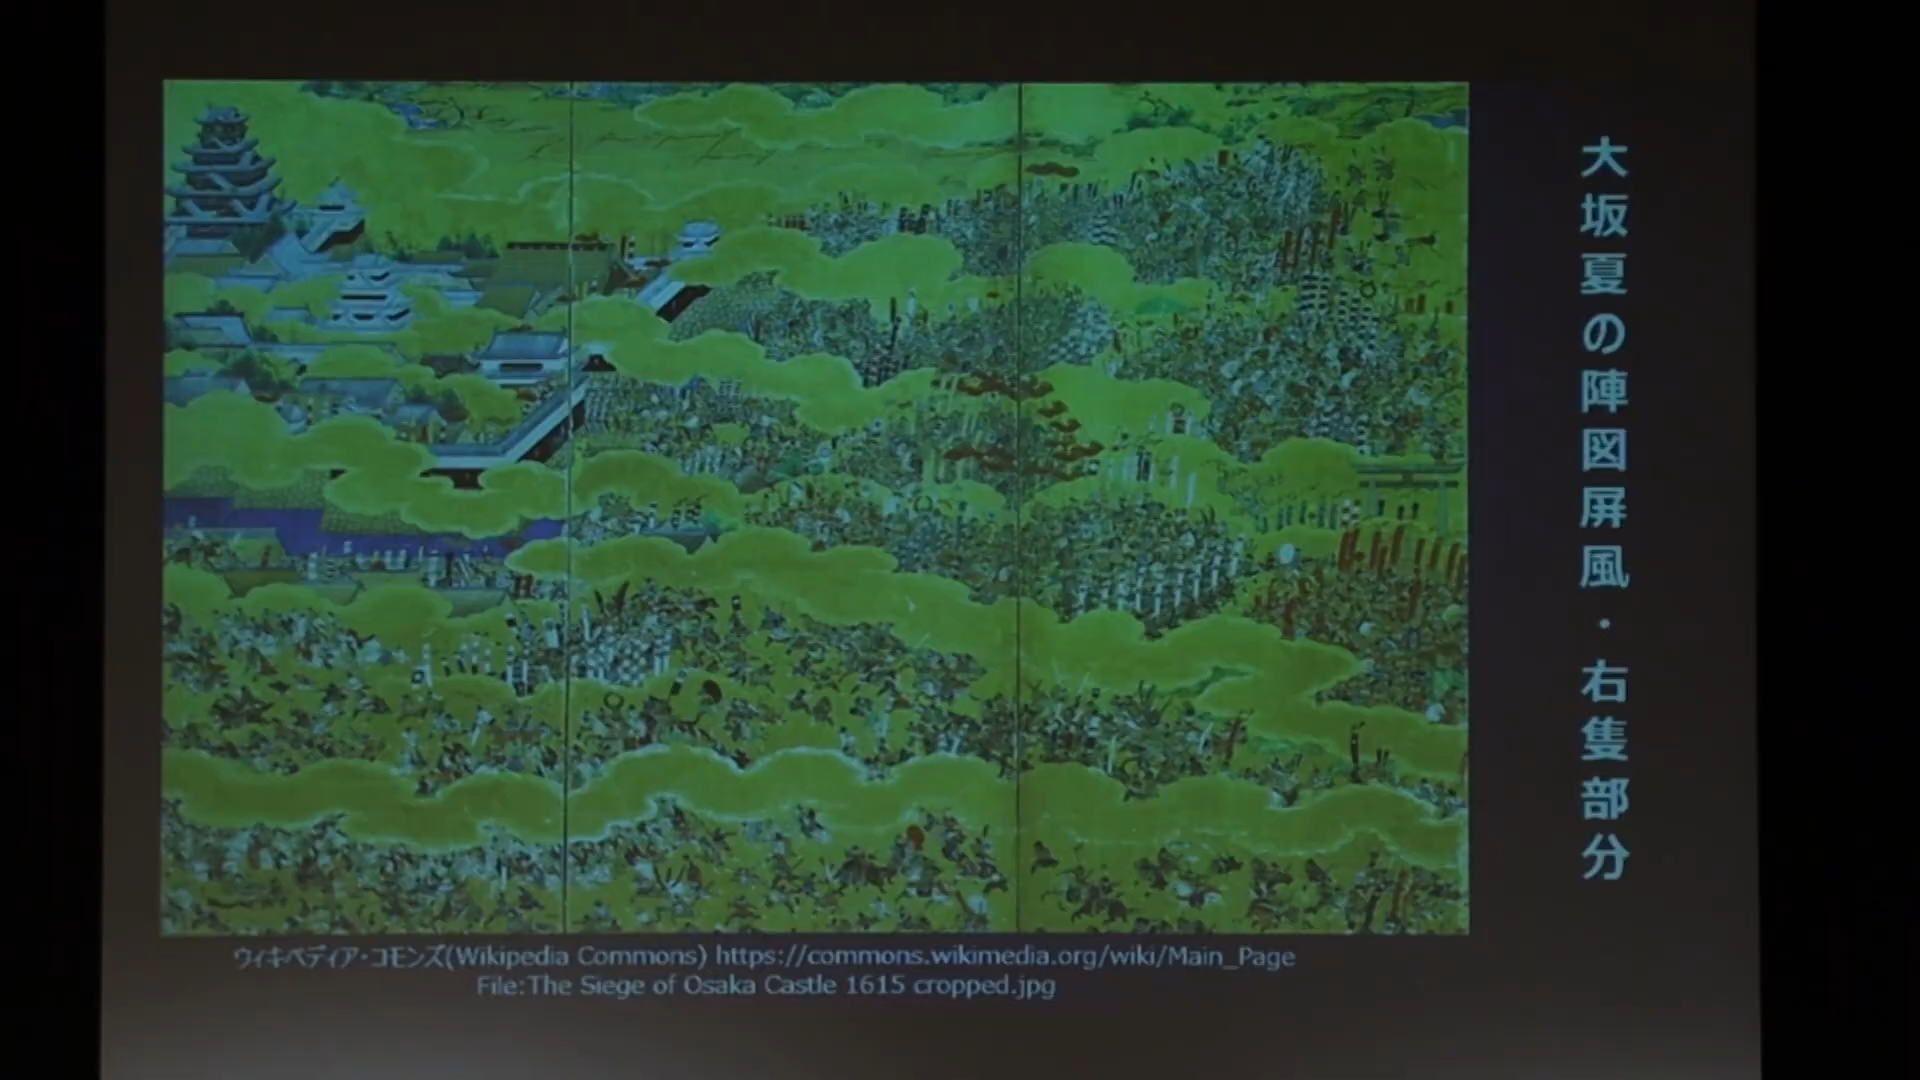 大坂夏の陣図屏風・右隻部分
ウィキペディア・コモンズ(Wikipedia Commons) https://commons.wikimedia.org/wiki/Main_Page
File:The Siege of Osaka Castle 1615 cropped.jpg